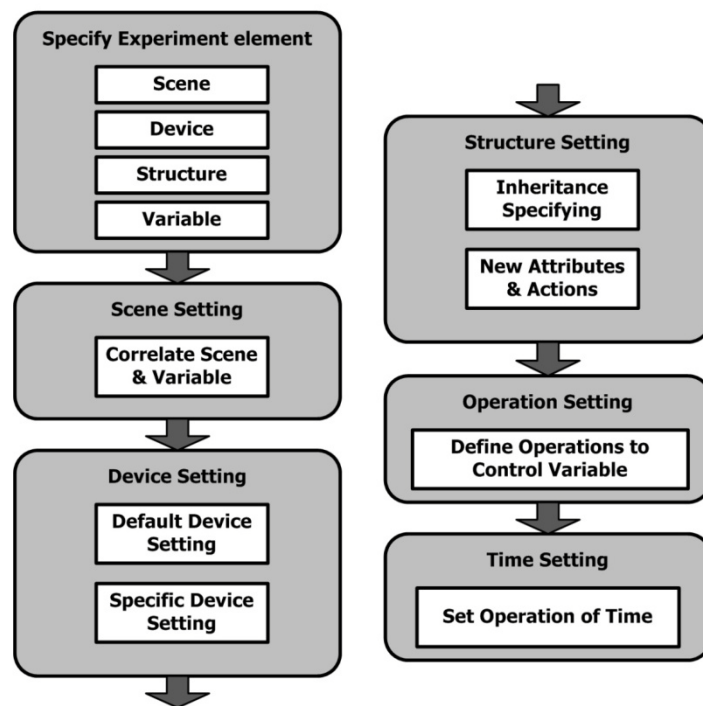 Specify Experiment element
Scene
Device
Structure
Variable
Scene Setting
Correlate Scene
& Variable
Device Setting
Default Device
Setting
Specific Device
Setting
Structure Setting
Inheritance
Specifying
New Attributes
& Actions
Operation Setting
Define Operations to
Control Variable
Time Setting
Set Operation of Time